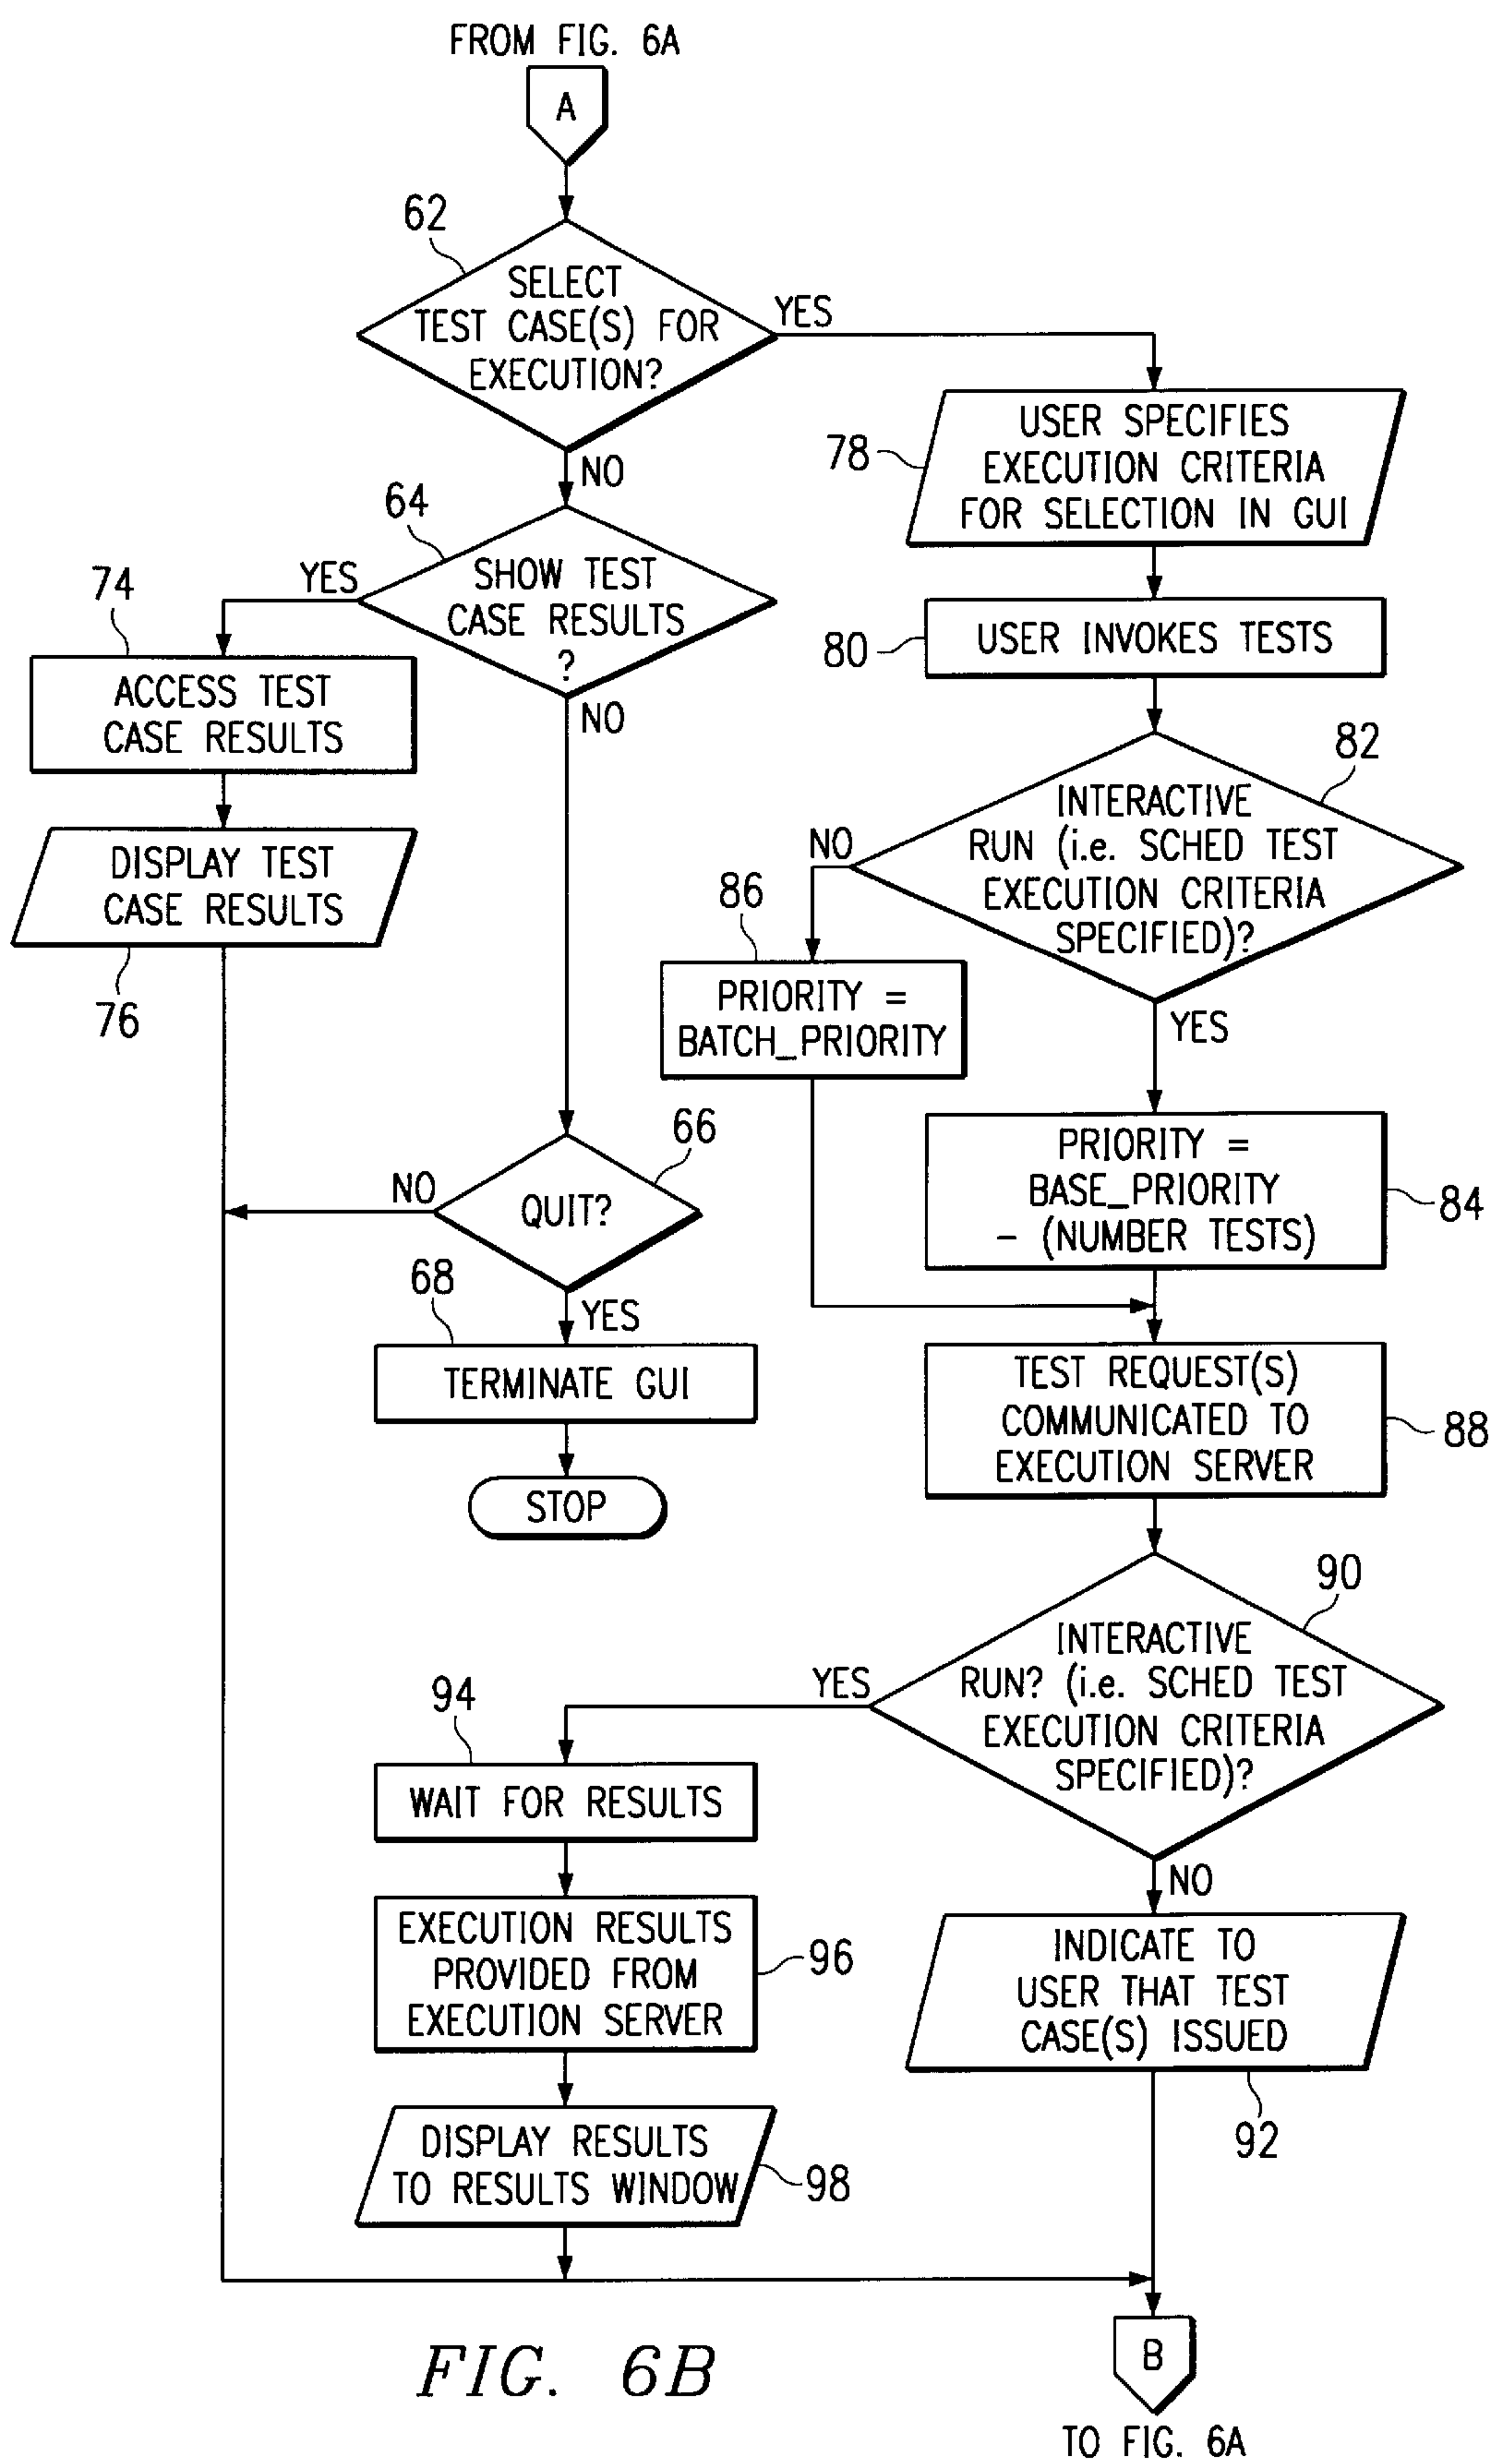 FROM FIG. 6A
A
62
SELECT
TEST CASE(S) FOR
EXECUTION?
YES
NO
78
USER SPECIFIES
EXECUTION CRITERIA
FOR SELECTION IN GUI
64
SHOW TEST
CASE RESULTS
?
YES
NO
74
ACCESS TEST
CASE RESULTS
80
USER INVOKES TESTS
82
INTERACTIVE
RUN (i.e. SCHED TEST
EXECUTION CRITERIA
SPECIFIED)?
NO
YES
DISPLAY TEST
CASE RESULTS
76
86
PRIORITY =
BATCH_PRIORITY
66
QUIT?
NO
YES
PRIORITY =
BASE_PRIORITY
- (NUMBER TESTS)
84
68
TERMINATE GUI
STOP
TEST REQUEST(S)
COMMUNICATED TO
EXECUTION SERVER
88
90
INTERACTIVE
RUN? (i.e. SCHED TEST
EXECUTION CRITERIA
SPECIFIED)?
YES
NO
94
WAIT FOR RESULTS
EXECUTION RESULTS
PROVIDED FROM
EXECUTION SERVER
96
INDICATE TO
USER THAT TEST
CASE(S) ISSUED
92
DISPLAY RESULTS
TO RESULTS WINDOW
98
B
TO FIG. 6A
FIG. 6B